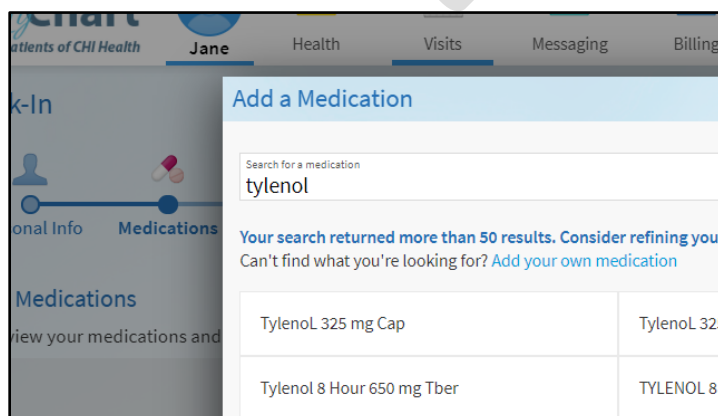 Chart
atients of CHI Health
Jane
Health
Visits
Messaging
Billing
k-In
Add a Medication
Search for a medication
tylenol
onal Info
Medications
Your search returned more than 50 results. Consider refining you
Can't find what you're looking for? Add your own medication
Medications
view your medications and
TylenoL 325 mg Cap
TylenoL 32
Tylenol 8 Hour 650 mg Tber
TYLENOL 8